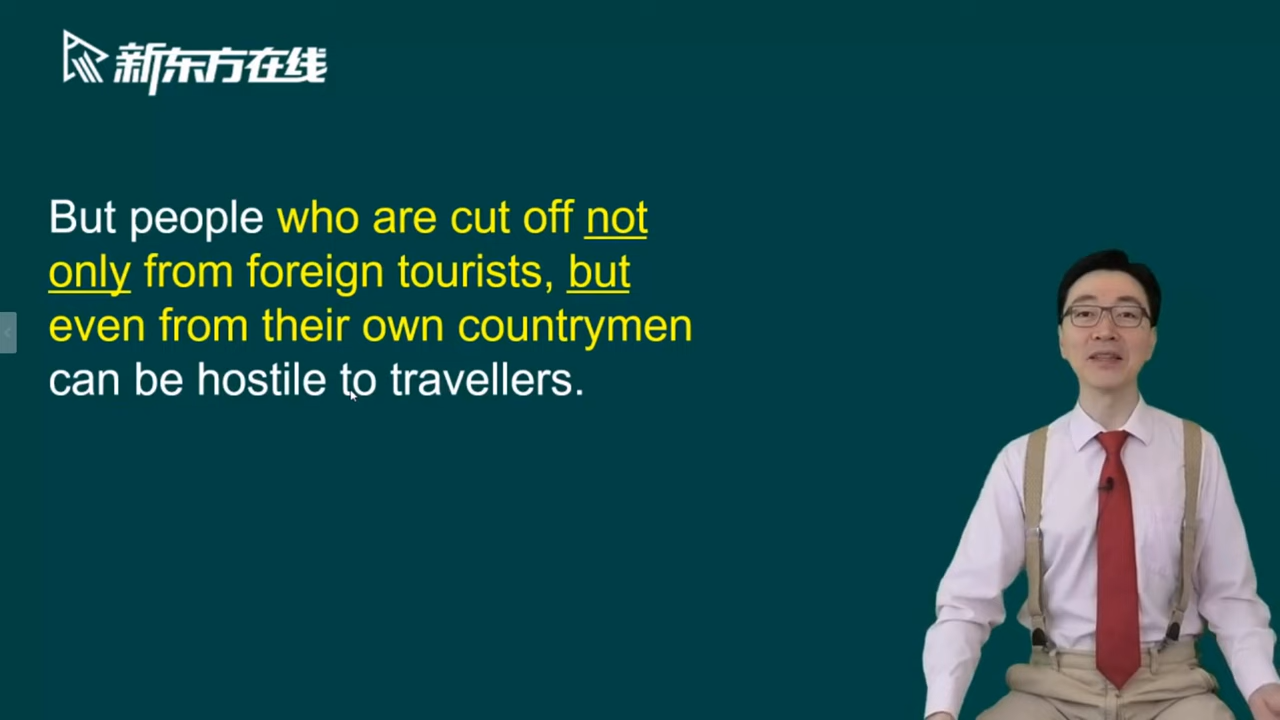 新东方在线
But people who are cut off not
only from foreign tourists, but
even from their own countrymen
can be hostile to travellers.